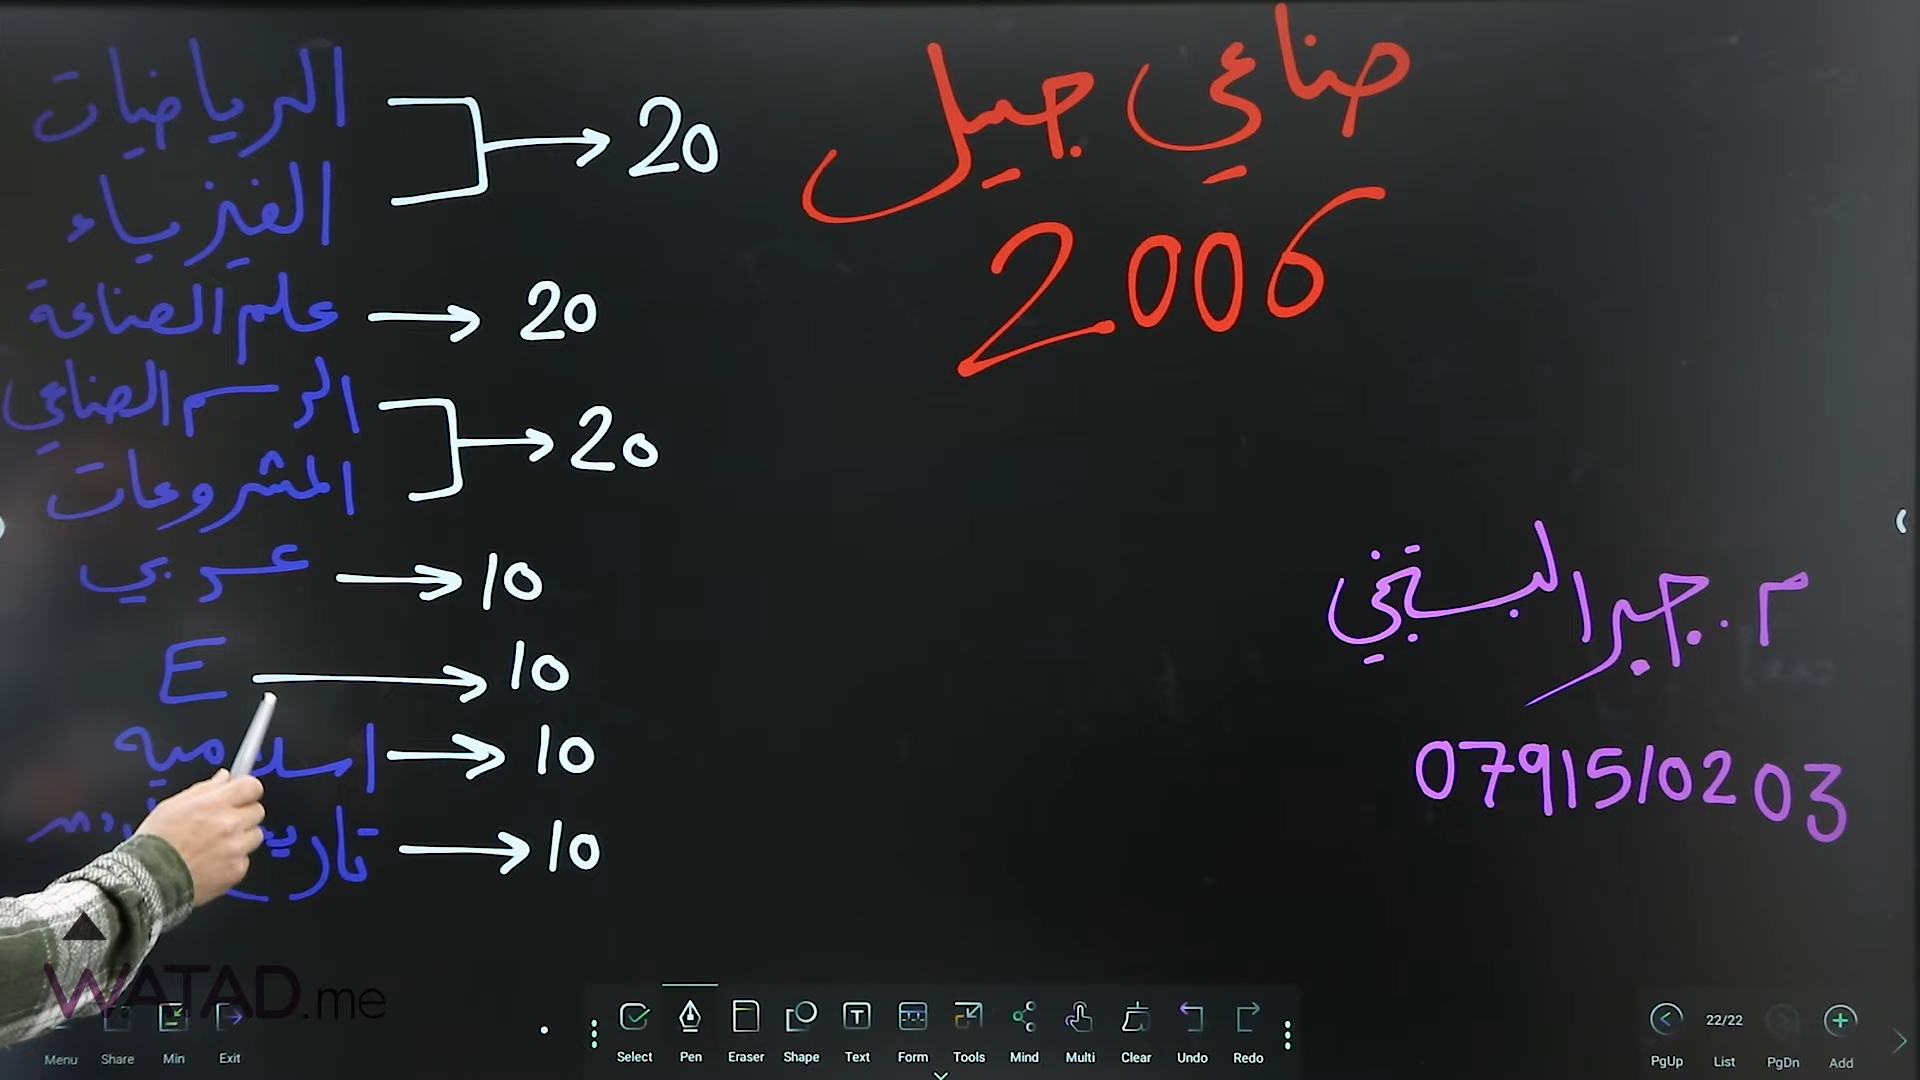 صناعي جيل
2006
الرياضيات
الفيزياء
20
علم الصناعة
20
الرسم الصناعي
المشروعات
20
عربي
10
E
10
اسلاميه
10
تاريخ
10
م. جبر البستنجي
0791510203
WATAD.me
Menu
Share
Min
Exit
Select
Pen
Eraser
Shape
Text
Form
Tools
Mind
Multi
Clear
Undo
Redo
PgUp
22/22
List
PgDn
Add